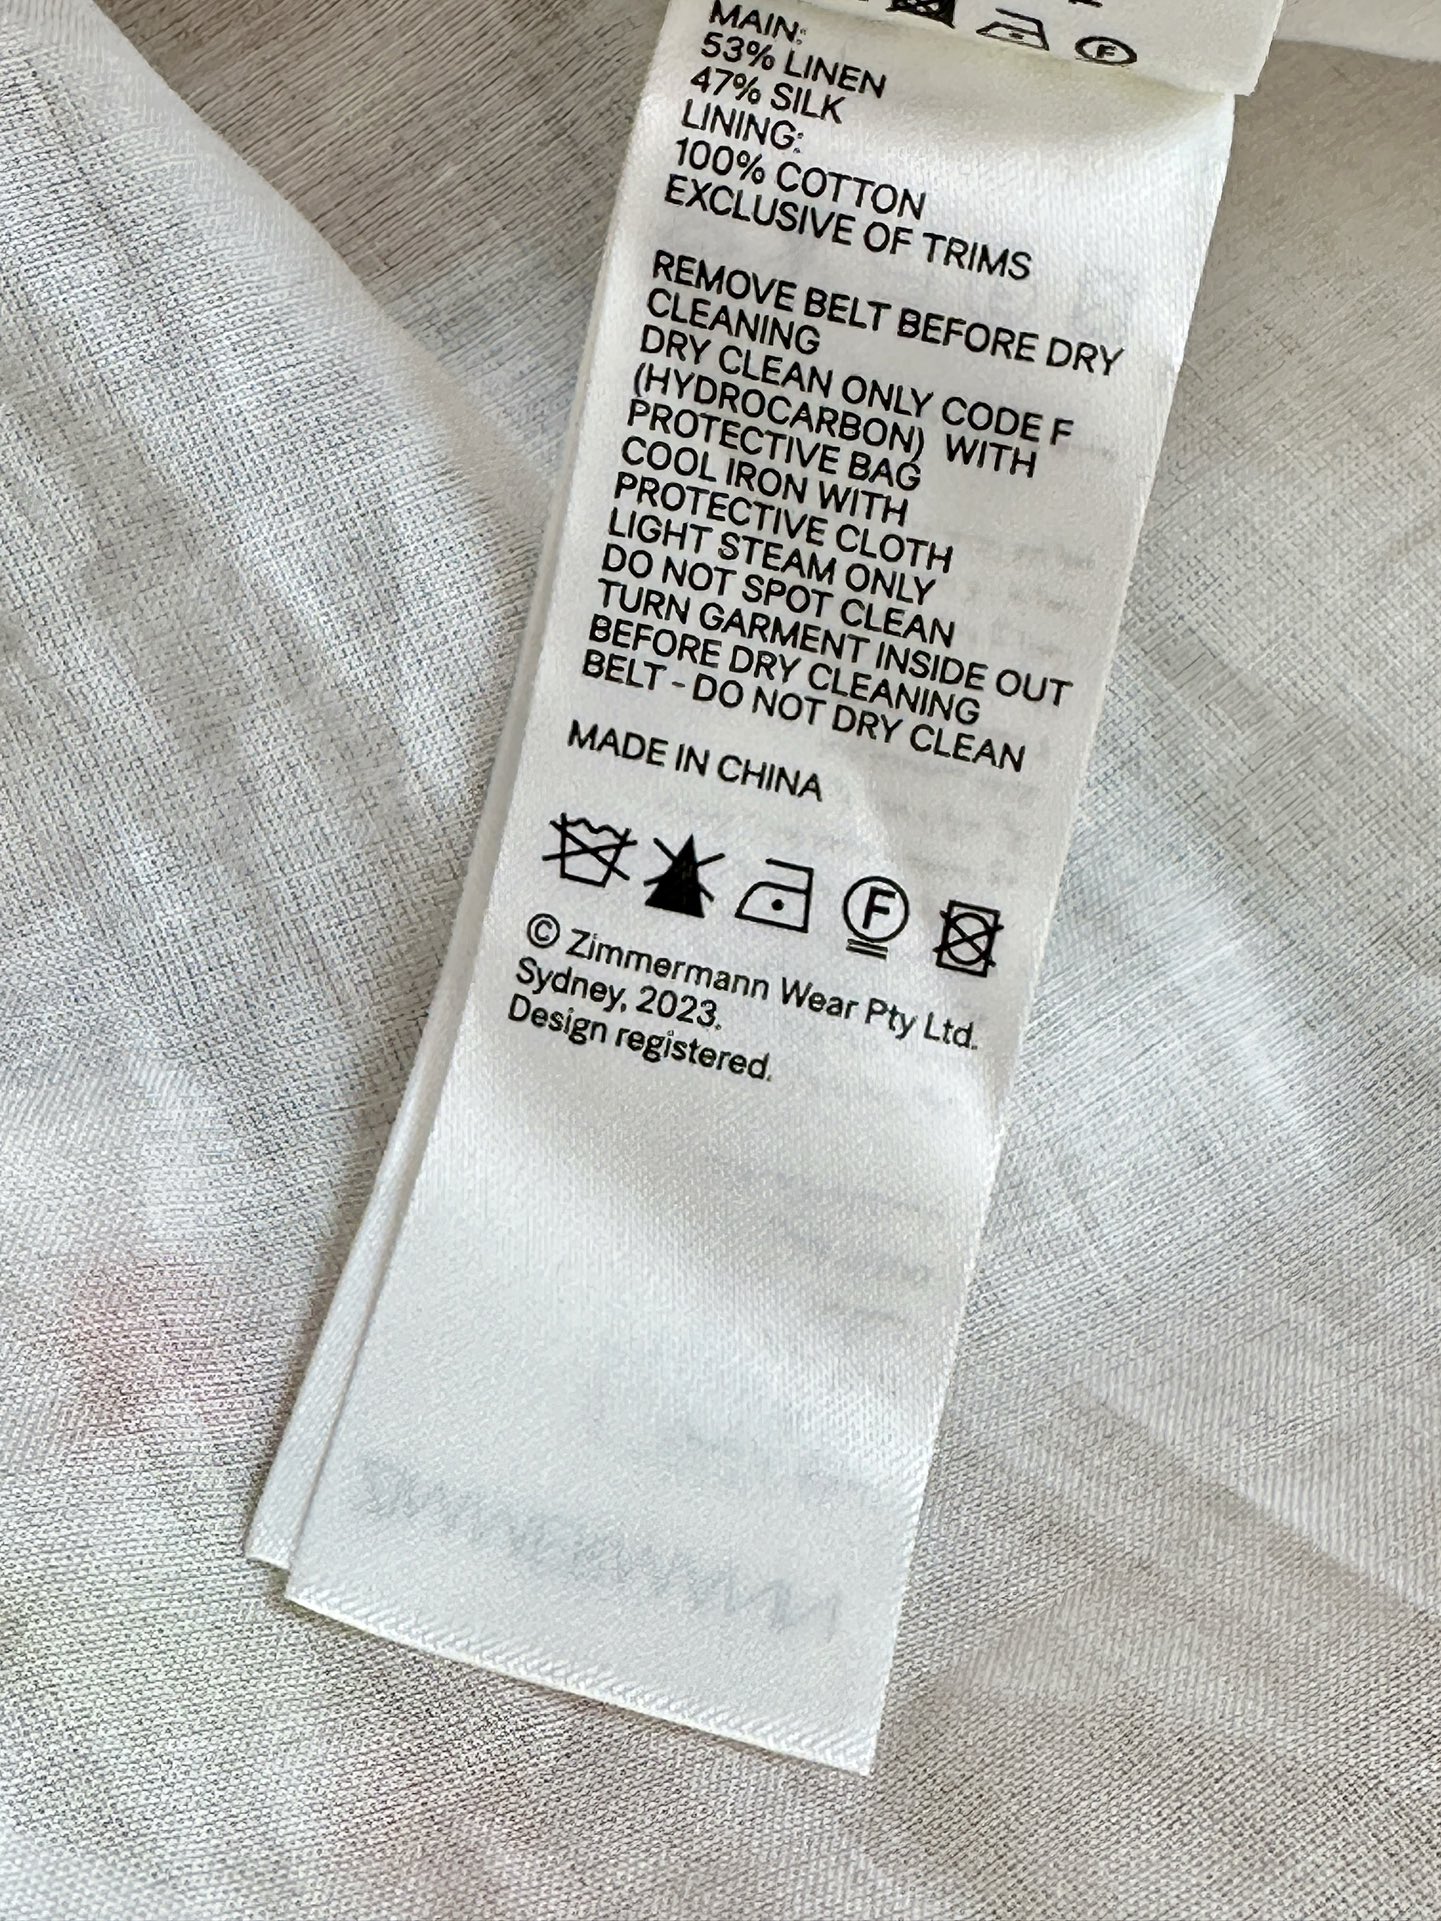 F
MAIN:
53% LINEN
47% SILK
LINING:
100% COTTON
EXCLUSIVE OF TRIMS
REMOVE BELT BEFORE DRY
CLEANING
DRY CLEAN ONLY CODE F
(HYDROCARBON) WITH
PROTECTIVE BAG
COOL IRON WITH
PROTECTIVE CLOTH
LIGHT STEAM ONLY
DO NOT SPOT CLEAN
TURN GARMENT INSIDE OUT
BEFORE DRY CLEANING
BELT - DO NOT DRY CLEAN
MADE IN CHINA
F
© Zimmermann Wear Pty Ltd.
Sydney, 2023.
Design registered.